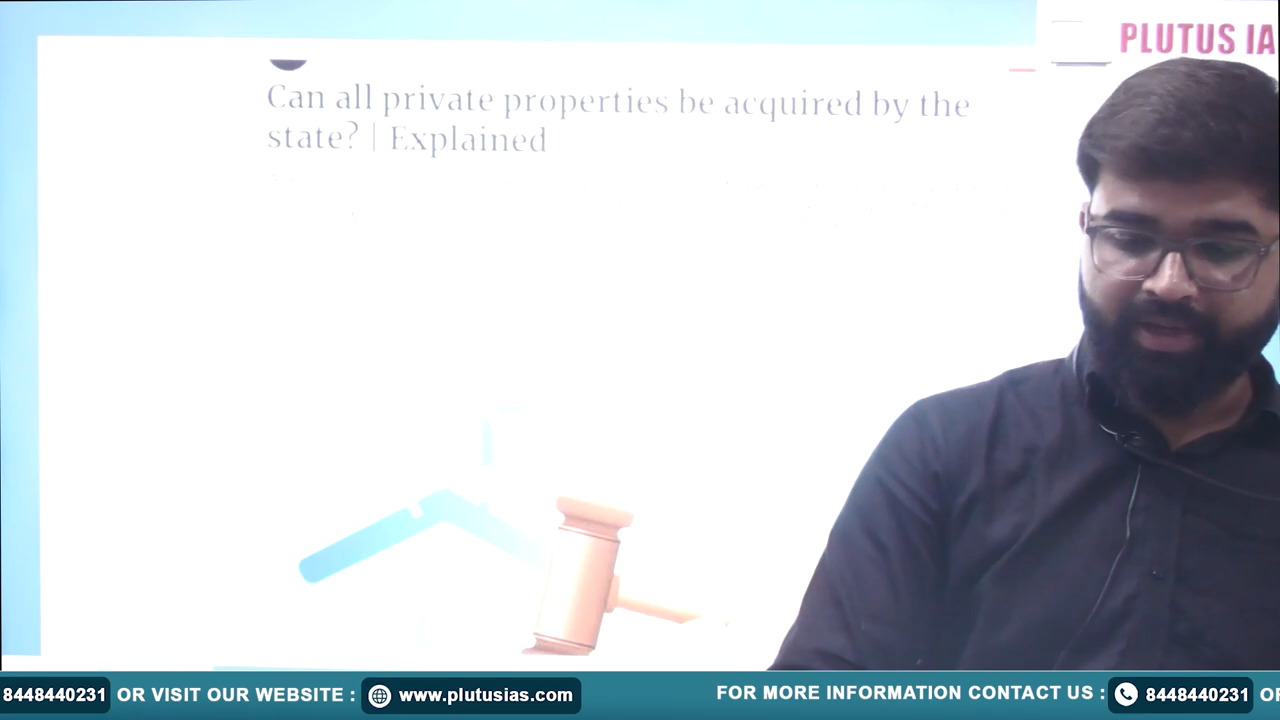 PLUTUS IA
Can all private properties be acquired by the
state? | Explained
8448440231 OR VISIT OUR WEBSITE : www.plutusias.com FOR MORE INFORMATION CONTACT US : 8448440231 OF